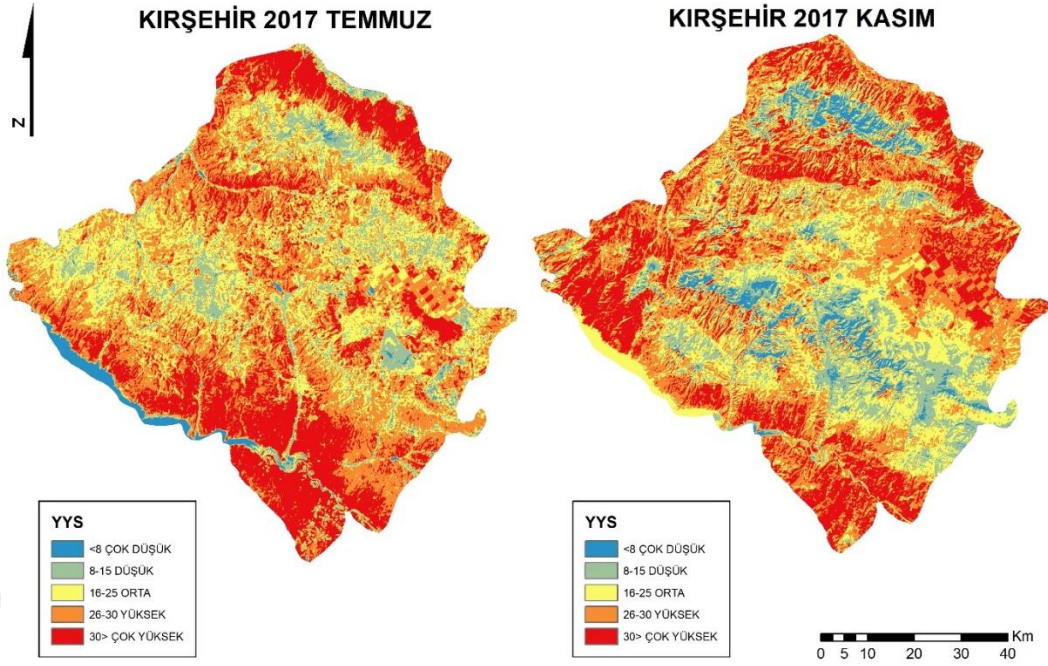 KIRŞEHİR 2017 TEMMUZ
KIRŞEHİR 2017 KASIM
N
YYS
<8 ÇOK DÜŞÜK
8-15 DÜŞÜK
16-25 ORTA
26-30 YÜKSEK
30> ÇOK YÜKSEK
YYS
<8 ÇOK DÜŞÜK
8-15 DÜŞÜK
16-25 ORTA
26-30 YÜKSEK
30> ÇOK YÜKSEK
Km
0 5 10 20 30 40